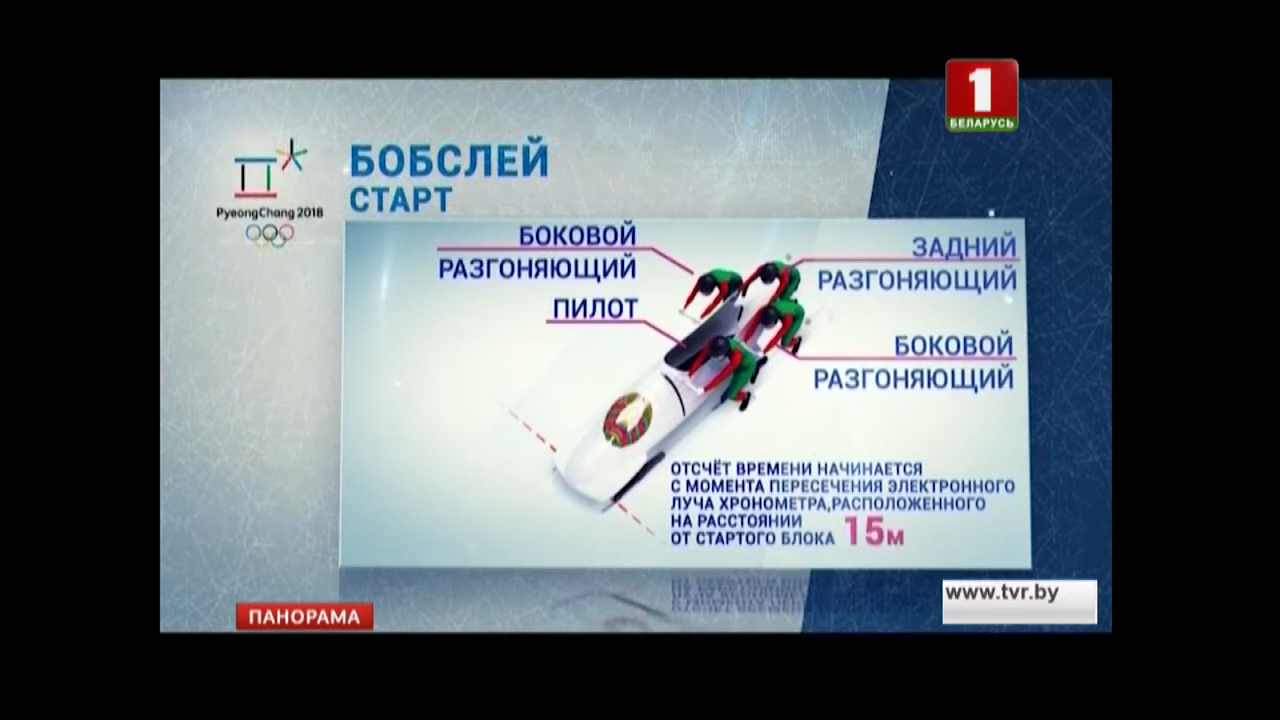 1
БЕЛАРУСЬ
PyeongChang 2018
БОБСЛЕЙ
СТАРТ
БОКОВОЙ
РАЗГОНЯЮЩИЙ
ПИЛОТ
ЗАДНИЙ
РАЗГОНЯЮЩИЙ
БОКОВОЙ
РАЗГОНЯЮЩИЙ
ОТСЧЁТ ВРЕМЕНИ НАЧИНАЕТСЯ
С МОМЕНТА ПЕРЕСЕЧЕНИЯ ЭЛЕКТРОННОГО
ЛУЧА ХРОНОМЕТРА,РАСПОЛОЖЕННОГО
НА РАССТОЯНИИ
ОТ СТАРТОГО БЛОКА 15м
ПАНОРАМА
www.tvr.by